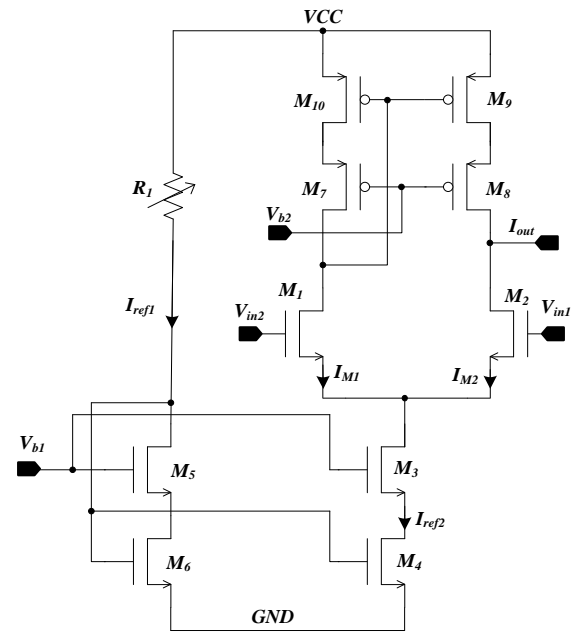 VCC
M10
M9
R1
M7
M8
Vb2
Iout
M1
M2
Vin2
Vin1
Iref1
IM1
IM2
Vb1
M5
M3
Iref2
M6
M4
GND